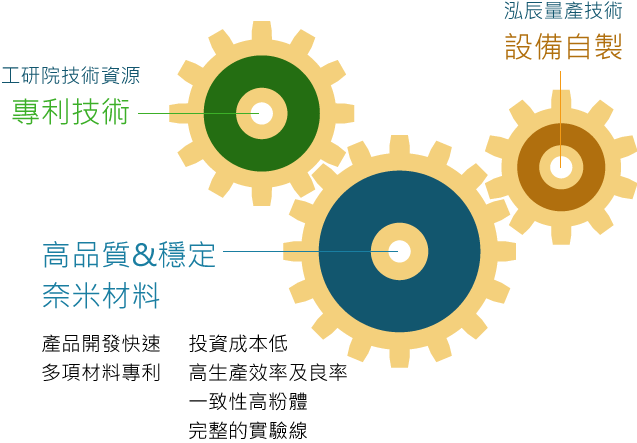 泓辰量產技術
設備自製
工研院技術資源
專利技術
高品質&穩定
奈米材料
產品開發快速
多項材料專利
投資成本低
高生產效率及良率
一致性高粉體
完整的實驗線